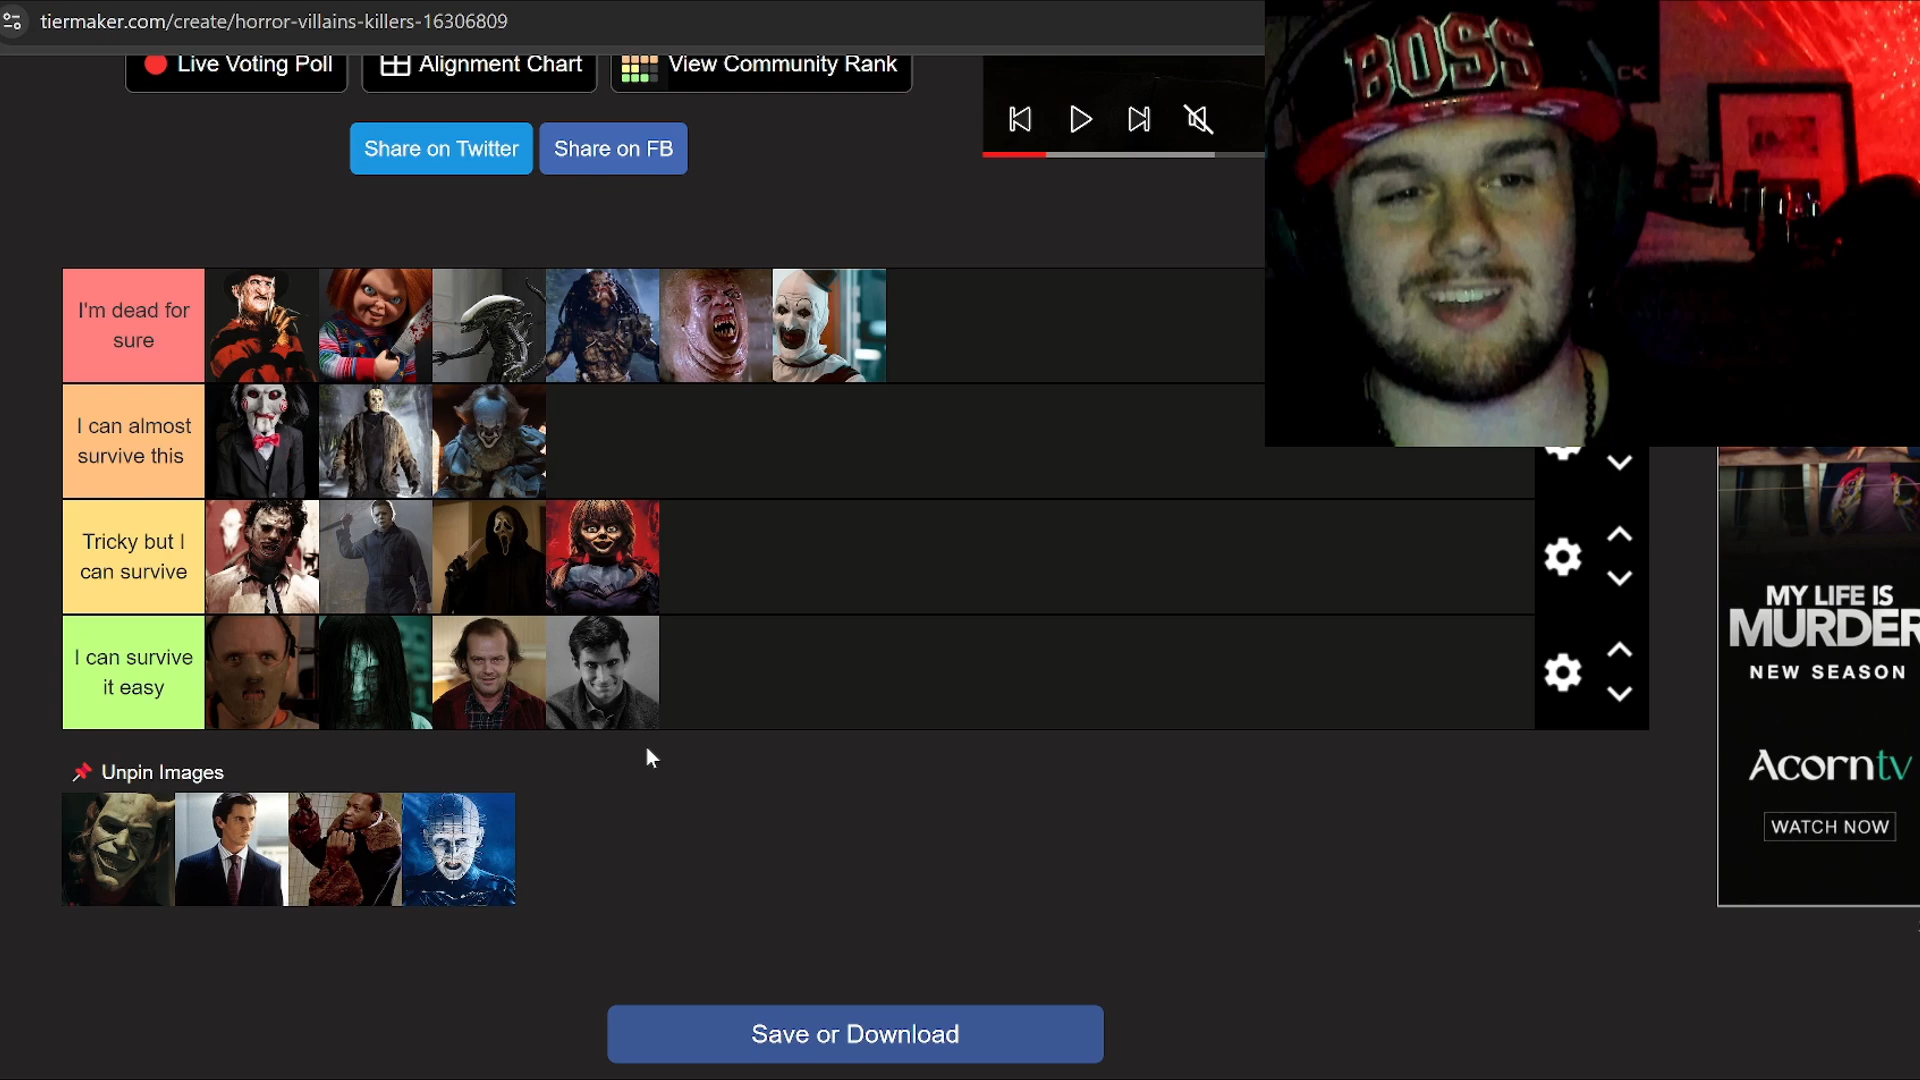 tiermaker.com/create/horror-villains-killers-16306809
Live Voting Poll
Alignment Chart
View Community Rank
Share on Twitter
Share on FB
BOSS
CK
I'm dead for
sure
I can almost
survive this
Tricky but I
can survive
I can survive
it easy
MY LIFE IS
MURDER
NEW SEASON
Acorntv
WATCH NOW
Unpin Images
Save or Download